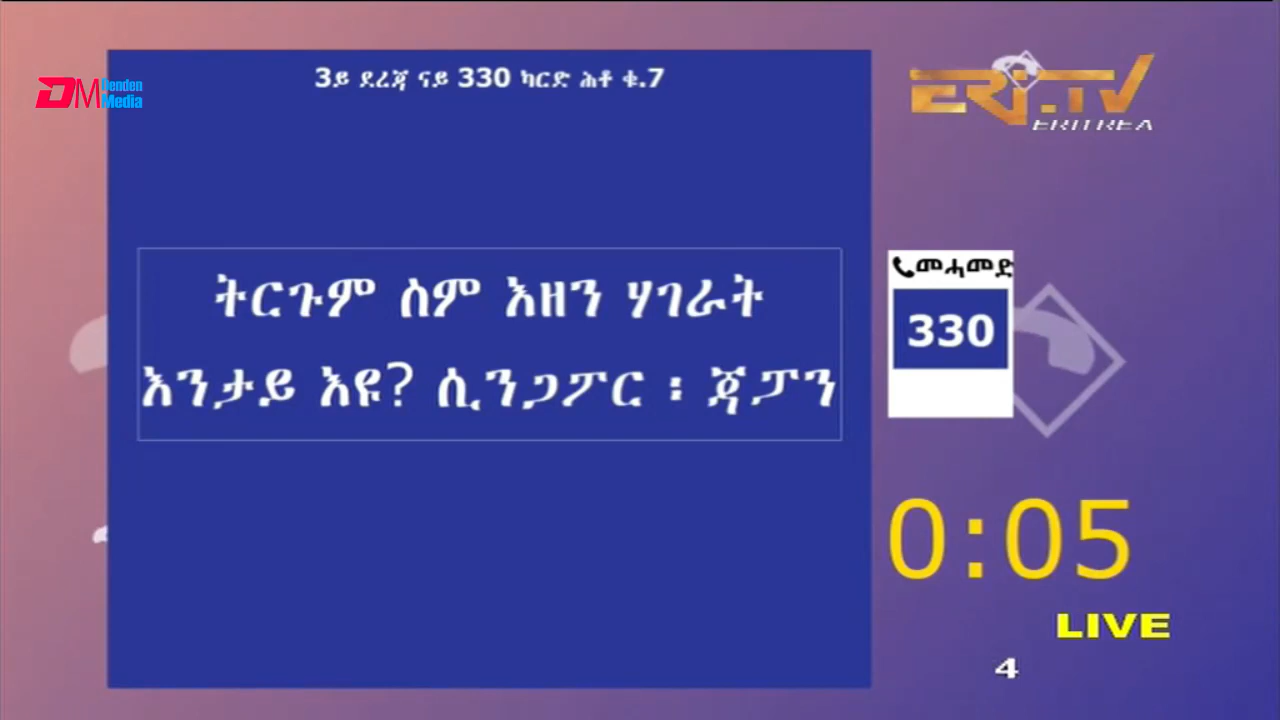 3ይ ደረጃ ናይ 330 ካርድ ሕቶ ቁ.7
DM Denden Media
ERi-TV
ERITREA
ትርጉም ስም እዘን ሃገራት
እንታይ እዩ? ሲንጋፖር ፡ ጃፓን
መሓመድ
330
0:05
LIVE
4